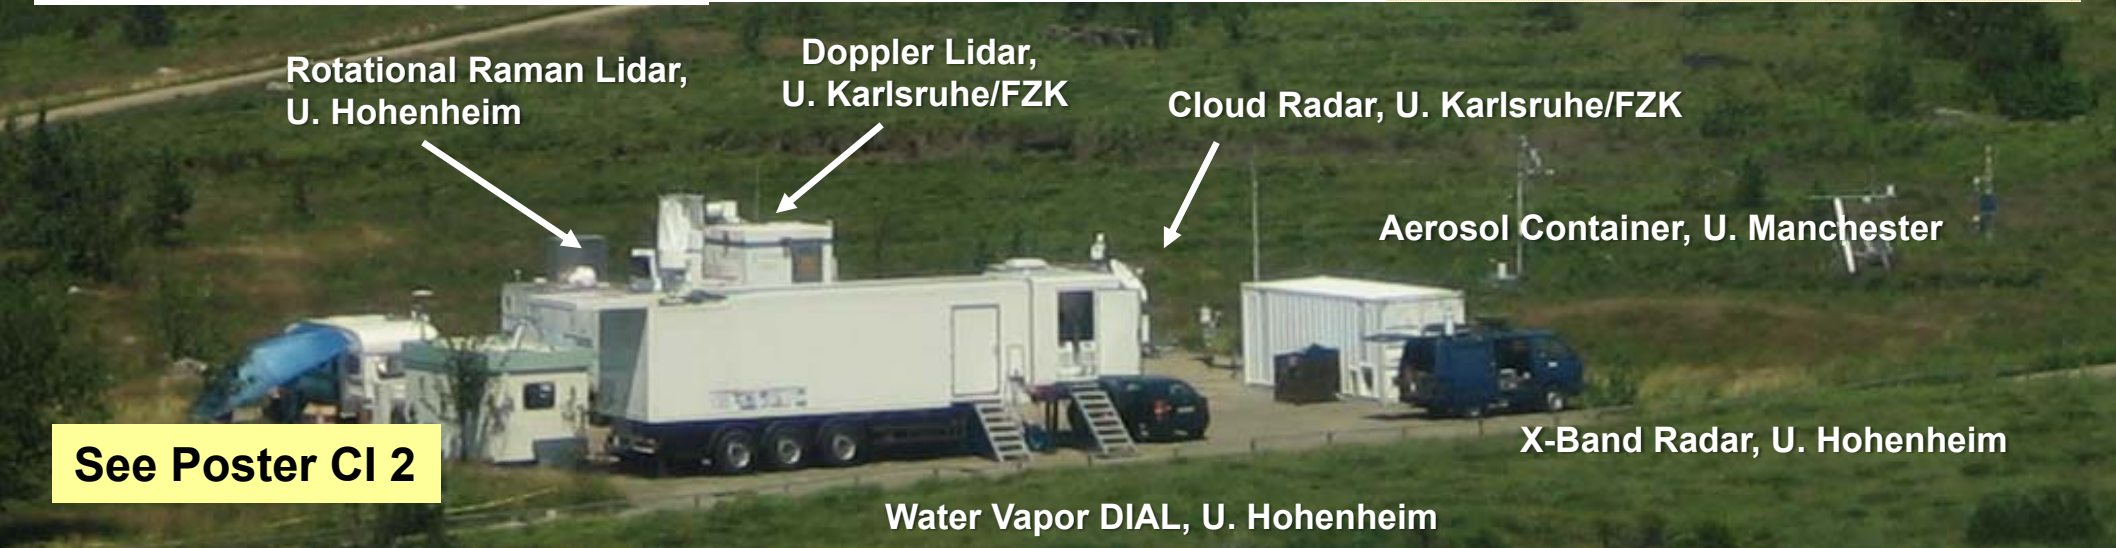 Rotational Raman Lidar,
U. Hohenheim
Doppler Lidar,
U. Karlsruhe/FZK
Cloud Radar, U. Karlsruhe/FZK
Aerosol Container, U. Manchester
X-Band Radar, U. Hohenheim
See Poster CI 2
Water Vapor DIAL, U. Hohenheim